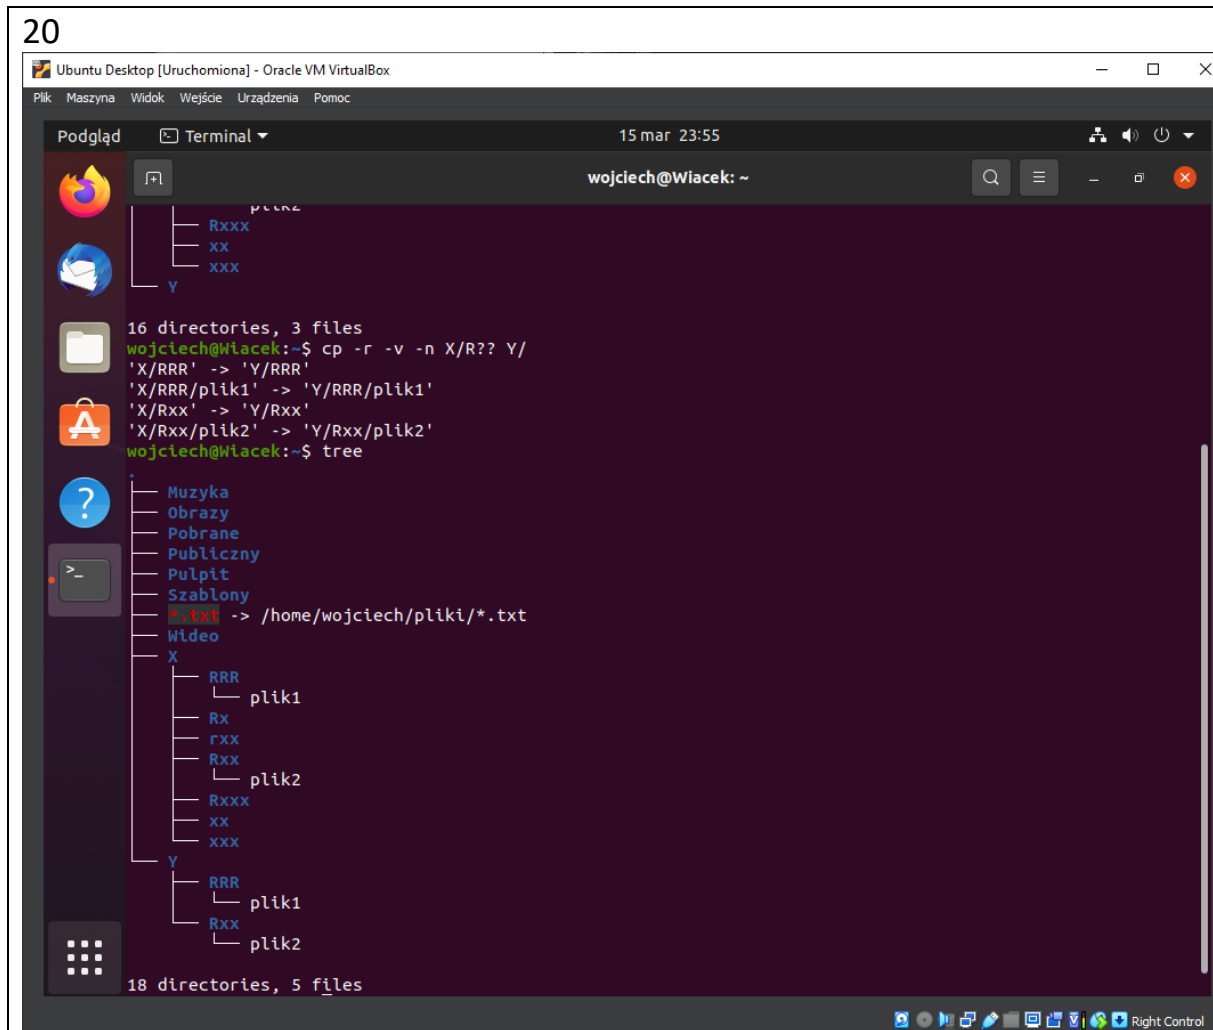 20
Ubuntu Desktop [Uruchomiona] - Oracle VM VirtualBox
Plik Maszyna Widok Wejście Urządzenia Pomoc
Podgląd Terminal 15 mar 23:55
wojciech@Wiacek: ~
plik2
├── Rxxx
├── xx
└── xxx
└── Y
16 directories, 3 files
wojciech@Wiacek:~$ cp -r -v -n X/R?? Y/
'X/RRR' -> 'Y/RRR'
'X/RRR/plik1' -> 'Y/RRR/plik1'
'X/Rxx' -> 'Y/Rxx'
'X/Rxx/plik2' -> 'Y/Rxx/plik2'
wojciech@Wiacek:~$ tree
.
├── Muzyka
├── Obrazy
├── Pobrane
├── Publiczny
├── Pulpit
├── Szablony
├── *.txt -> /home/wojciech/pliki/*.txt
├── Wideo
├── X
│   ├── RRR
│   │   └── plik1
│   ├── Rx
│   ├── rxx
│   ├── Rxx
│   │   └── plik2
│   ├── Rxxx
│   ├── xx
│   └── xxx
└── Y
    ├── RRR
    │   └── plik1
    └── Rxx
        └── plik2
18 directories, 5 files
Right Control